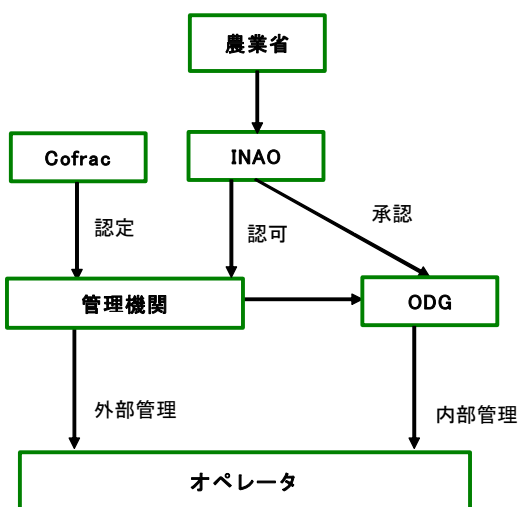 農業省
Cofrac
INAO
認定
認可
承認
管理機関
ODG
外部管理
内部管理
オペレータ